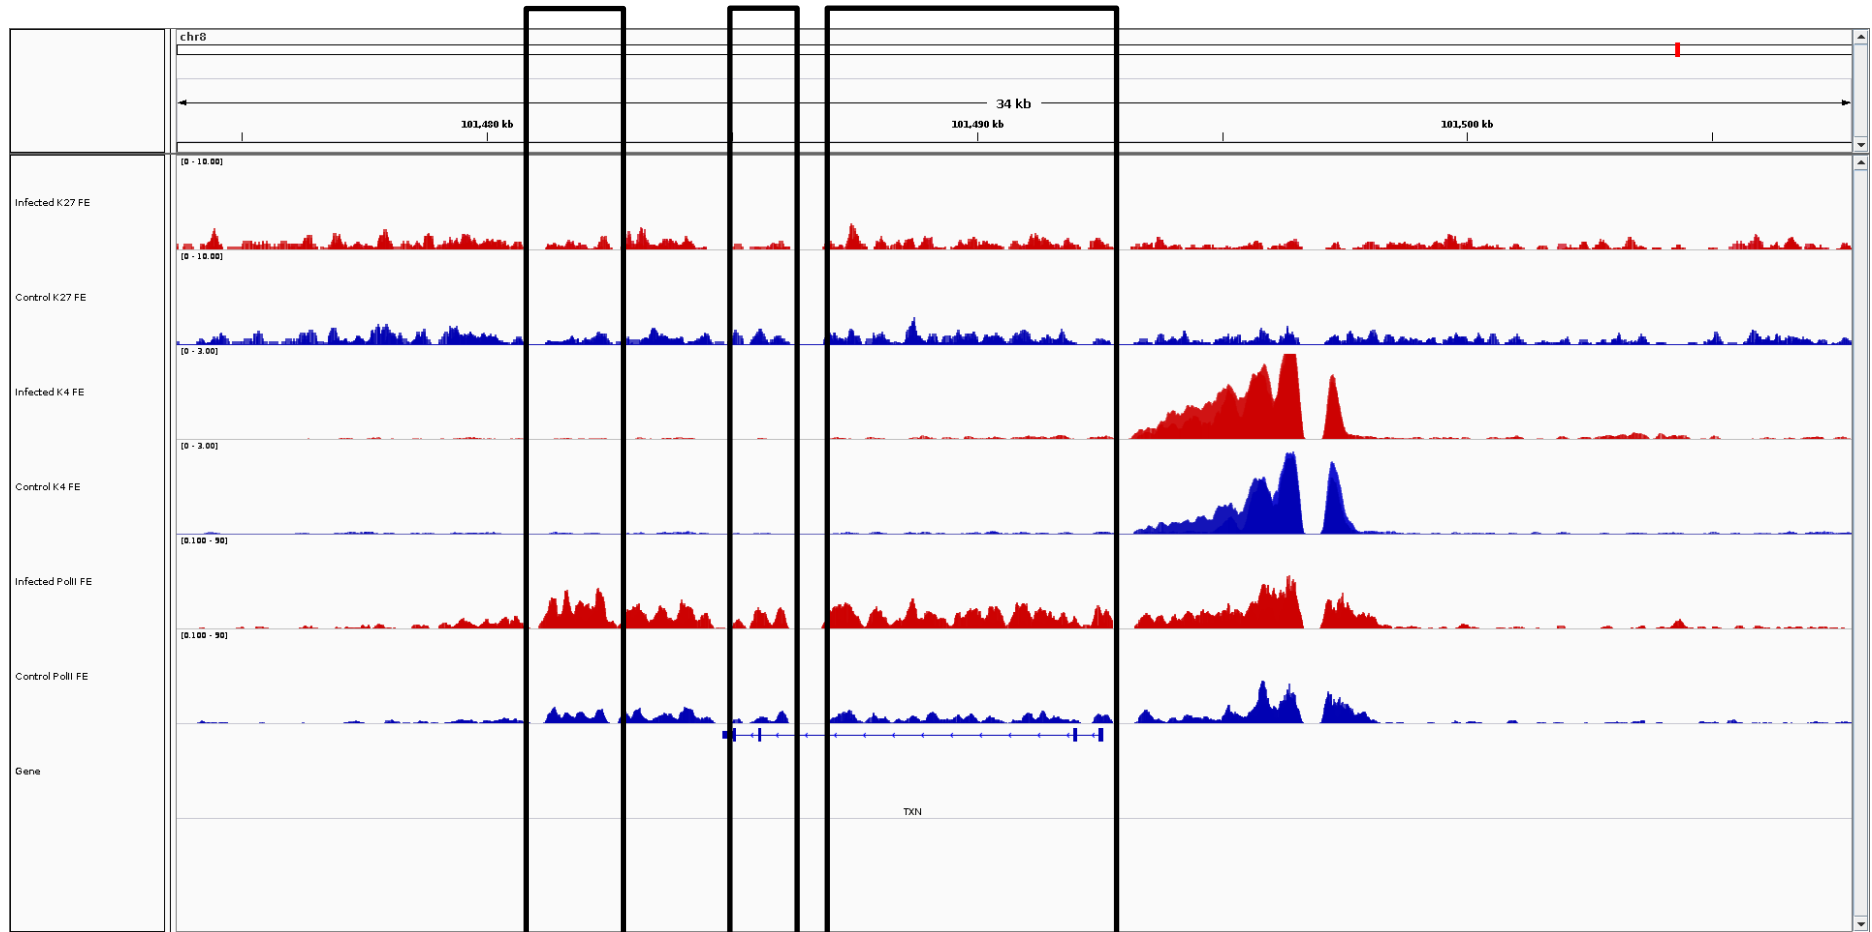 chr8
34 kb
101,480 kb 101,490 kb 101,500 kb
[0 - 10.00]
Infected K27 FE
[0 - 10.00]
Control K27 FE
[0 - 3.00]
Infected K4 FE
[0 - 3.00]
Control K4 FE
[0.100 - 90]
Infected PolII FE
[0.100 - 90]
Control PolII FE
Gene
TXN